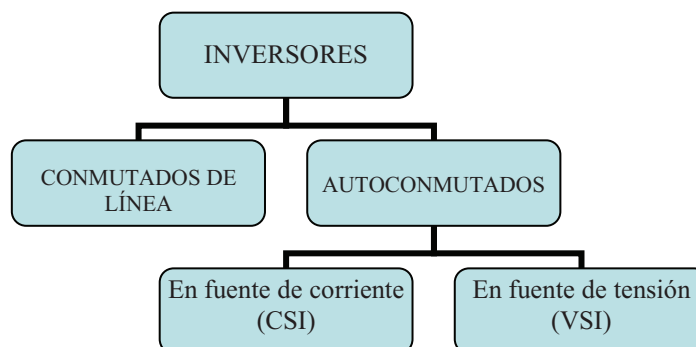 INVERSORES
CONMUTADOS DE
LÍNEA
AUTOCONMUTADOS
En fuente de corriente
(CSI)
En fuente de tensión
(VSI)